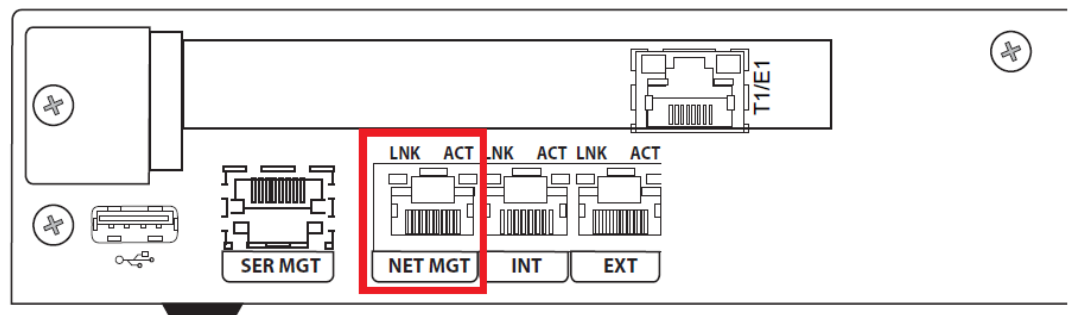 T1/E1
LNK ACT LNK ACT LNK ACT
SER MGT NET MGT INT EXT